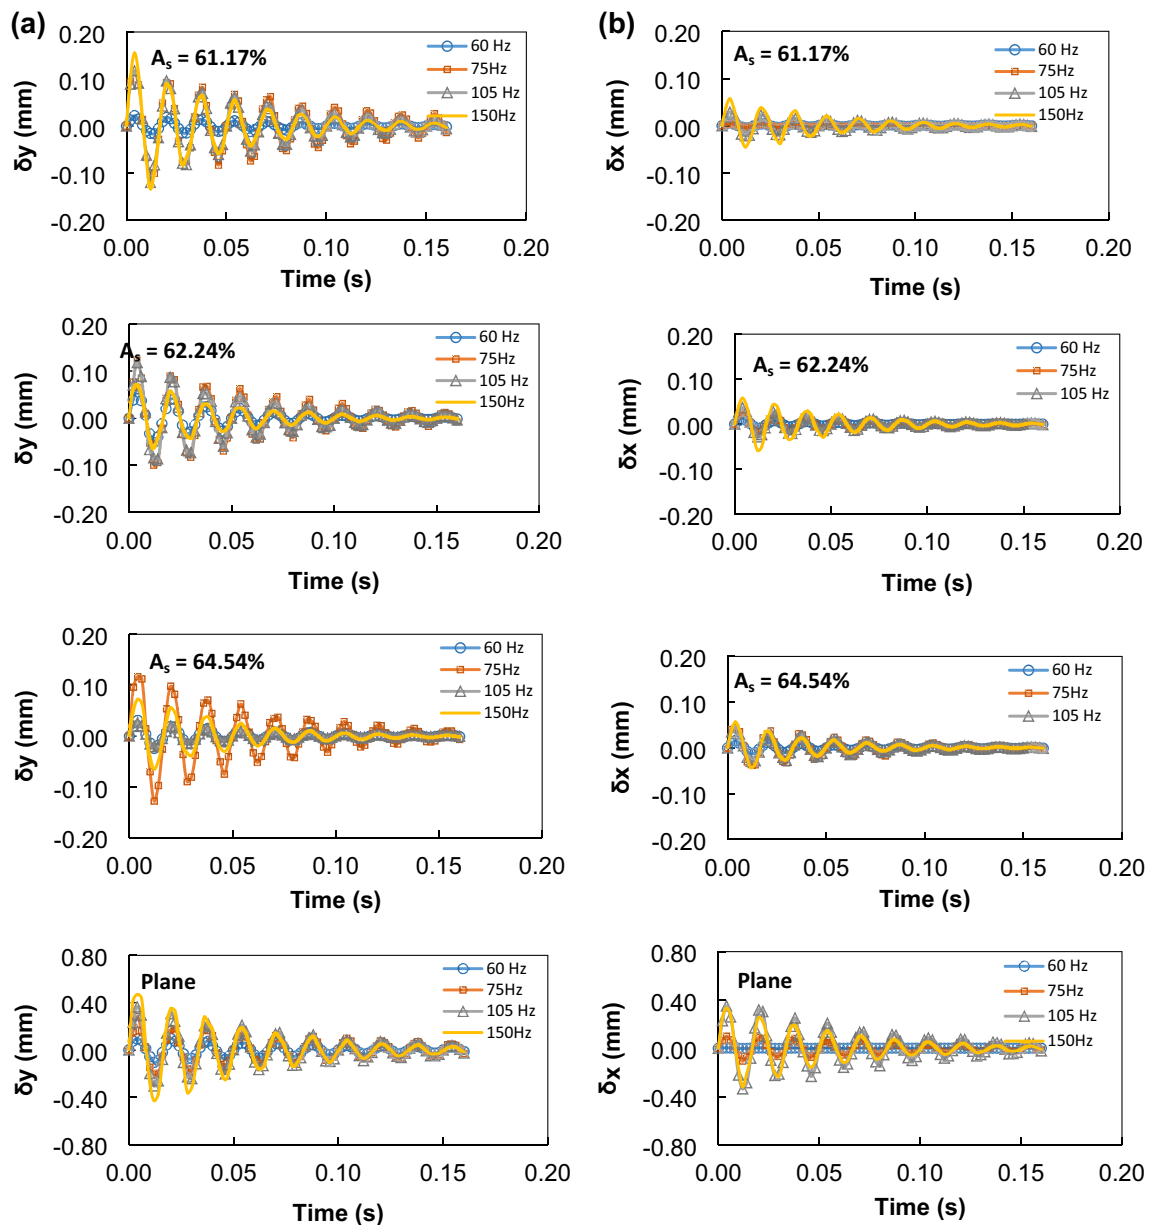 (a)
0.20
0.10
0.00
-0.10
-0.20
δy (mm)
A_s = 61.17%
60 Hz
75Hz
105 Hz
150Hz
0.00 0.05 0.10 0.15 0.20
Time (s)
(b)
0.20
0.10
0.00
-0.10
-0.20
δx (mm)
A_s = 61.17%
60 Hz
75Hz
105 Hz
150Hz
0.00 0.05 0.10 0.15 0.20
Time (s)
0.20
0.10
0.00
-0.10
-0.20
δy (mm)
A_s = 62.24%
60 Hz
75Hz
105 Hz
150Hz
0.00 0.05 0.10 0.15 0.20
Time (s)
0.20
0.10
0.00
-0.10
-0.20
δx (mm)
A_s = 62.24%
60 Hz
75Hz
105 Hz
0.00 0.05 0.10 0.15 0.20
Time (s)
0.20
0.10
0.00
-0.10
-0.20
δy (mm)
A_s = 64.54%
60 Hz
75Hz
105 Hz
150Hz
0.00 0.05 0.10 0.15 0.20
Time (s)
0.20
0.10
0.00
-0.10
-0.20
δx (mm)
A_s = 64.54%
60 Hz
75Hz
105 Hz
0.00 0.05 0.10 0.15 0.20
Time (s)
0.80
0.40
0.00
-0.40
-0.80
δy (mm)
Plane
60 Hz
75Hz
105 Hz
150Hz
0.00 0.05 0.10 0.15 0.20
Time (s)
0.80
0.40
0.00
-0.40
-0.80
δx (mm)
Plane
60 Hz
75Hz
105 Hz
150Hz
0.00 0.05 0.10 0.15 0.20
Time (s)